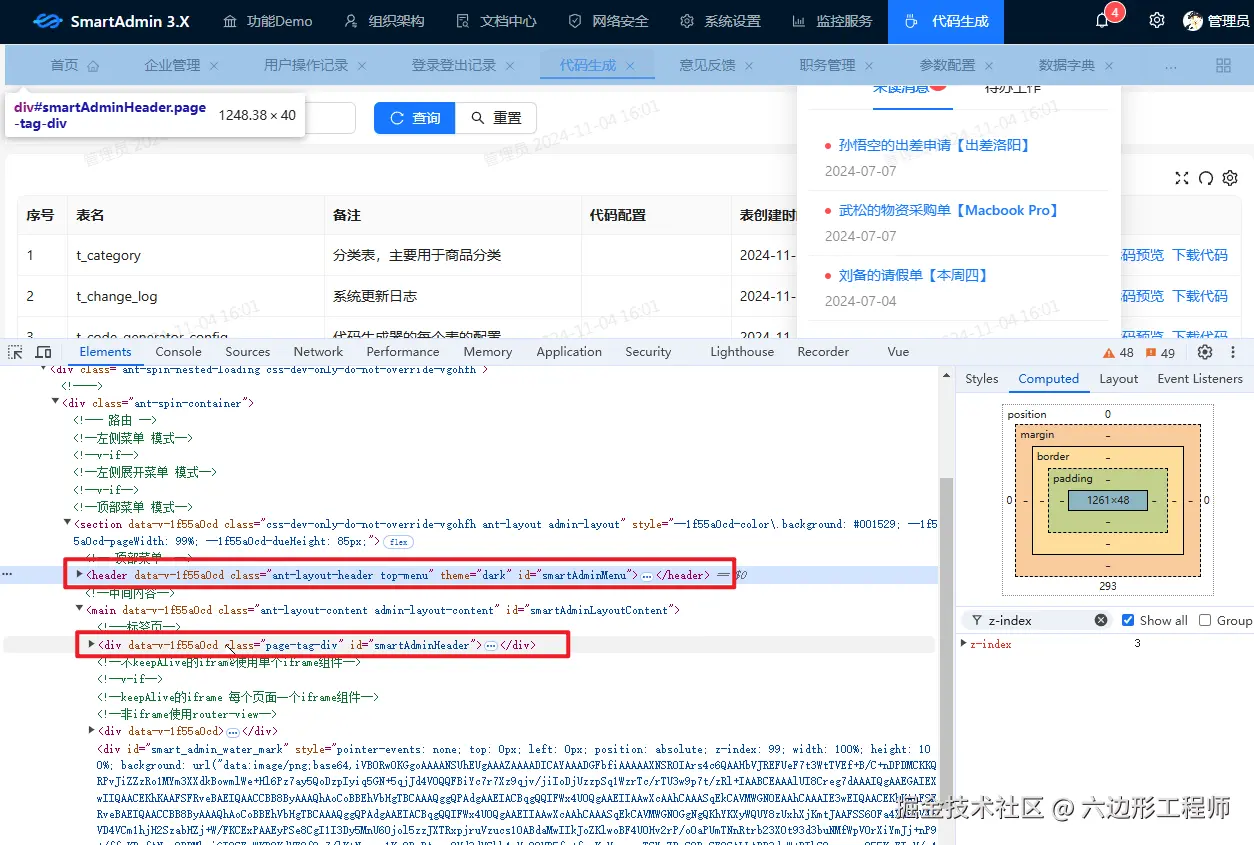 SmartAdmin 3.X 功能Demo 组织架构 文档中心 网络安全 系统设置 监控服务 代码生成 4 管理员
首页 企业管理 × 用户操作记录 × 登录登出记录 × 代码生成 × 意见反馈 × 职务管理 × 参数配置 × 数据字典 × ...
div#smartAdminHeader.page
-tag-div
1248.38 × 40
查询 重置
未读消息 待办工作
管理员 2024-11-04 16:01
孙悟空的出差申请【出差洛阳】
2024-07-07
武松的物资采购单【Macbook Pro】
2024-07-07
刘备的请假单【本周四】
2024-07-04
序号 表名 备注 代码配置 表创建时
1 t_category 分类表，主要用于商品分类 2024-11- 码预览 下载代码
2 t_change_log 系统更新日志 2024-11- 码预览 下载代码
3 t_code_generator_config 代码生成器的每个表的配置 2024-11- 码预览 下载代码
Elements Console Sources Network Performance Memory Application Security Lighthouse Recorder Vue 48 49
<div class="ant-spin-nested-loading css-dev-only-do-not-override-vgohfh">
<!---->
<div class="ant-spin-container">
<!-- 路由 -->
<!--左侧菜单 模式-->
<!--v-if-->
<!--左侧展开菜单 模式-->
<!--v-if-->
<!--顶部菜单 模式-->
<section data-v-1f55a0cd class="css-dev-only-do-not-override-vgohfh ant-layout admin-layout" style="--1f55a0cd-color\.background: #001529; --1f5
5a0cd-pageWidth: 99%; --1f55a0cd-dueHeight: 85px;"> flex
<!-- 顶部菜单 -->
<header data-v-1f55a0cd class="ant-layout-header top-menu" theme="dark" id="smartAdminMenu"> … </header> == $0
<!--中间内容-->
<main data-v-1f55a0cd class="ant-layout-content admin-layout-content" id="smartAdminLayoutContent">
<!--标签页-->
<div data-v-1f55a0cd class="page-tag-div" id="smartAdminHeader"> … </div>
<!--不keepAlive的iframe使用单个iframe组件-->
<!--v-if-->
<!--keepAlive的iframe 每个页面一个iframe组件-->
<!--非iframe使用router-view-->
<div data-v-1f55a0cd> … </div>
<div id="smart_admin_water_mark" style="pointer-events: none; top: 0px; left: 0px; position: absolute; z-index: 99; width: 100%; height: 10
0%; background: url("data:image/png;base64,
Styles Computed Layout Event Listeners
position 0
margin -
border -
padding -
0 - - - 1261×48 - - - 0
-
-
-
293
z-index Show all Group
z-index 3
掘金技术社区 @ 六边形工程师